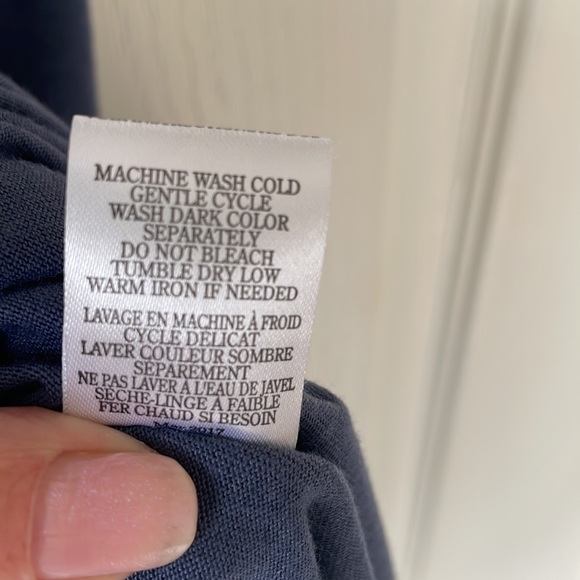 MACHINE WASH COLD
GENTLE CYCLE
WASH DARK COLOR
SEPARATELY
DO NOT BLEACH
TUMBLE DRY LOW
WARM IRON IF NEEDED
LAVAGE EN MACHINE À FROID
CYCLE DÉLICAT
LAVER COULEUR SOMBRE
SÉPARÉMENT
NE PAS LAVER A L'EAU DE JAVEL
SÈCHE-LINGE À FAIBLE
FER CHAUD SI BESOIN